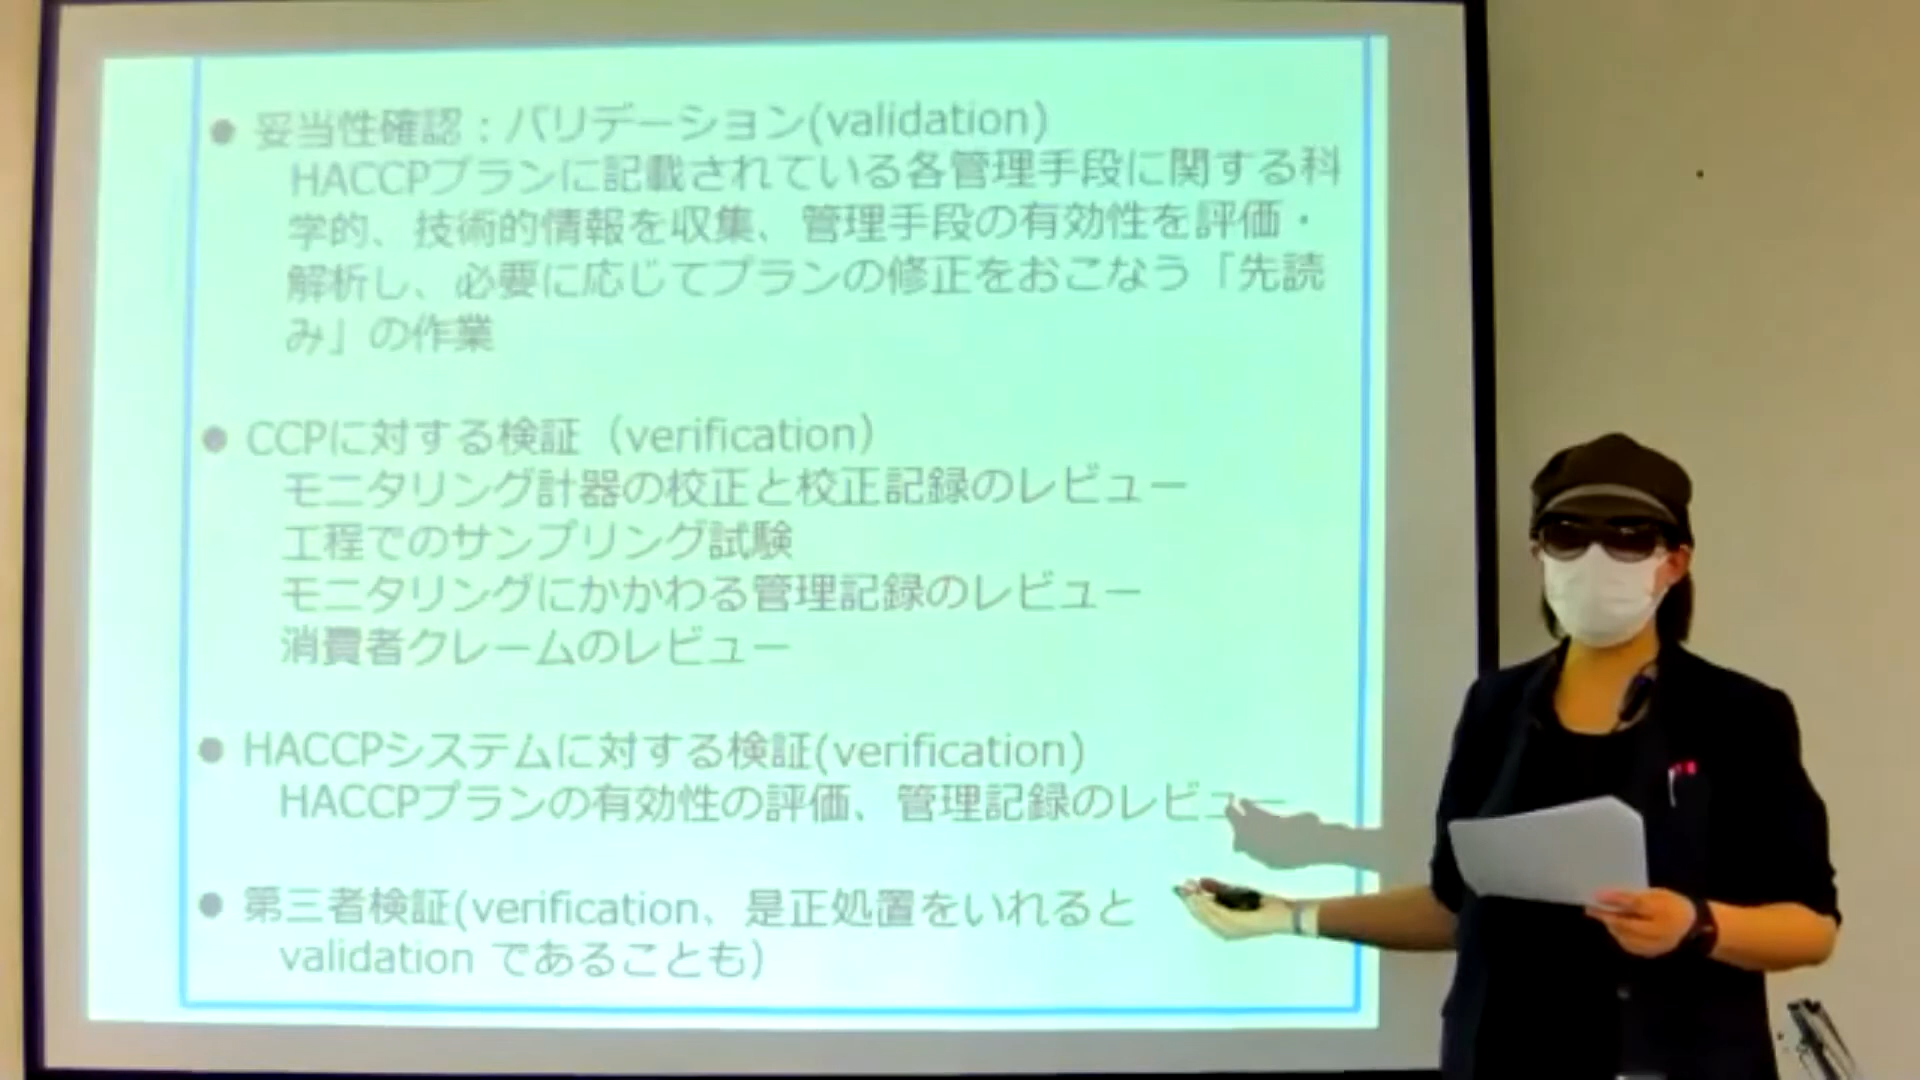 ● 妥当性確認：バリデーション(validation)
HACCPプランに記載されている各管理手段に関する科
学的、技術的情報を収集、管理手段の有効性を評価・
解析し、必要に応じてプランの修正をおこなう「先読
み」の作業
● CCPに対する検証（verification）
モニタリング計器の校正と校正記録のレビュー
工程でのサンプリング試験
モニタリングにかかわる管理記録のレビュー
消費者クレームのレビュー
● HACCPシステムに対する検証(verification)
HACCPプランの有効性の評価、管理記録のレビュー
● 第三者検証(verification、是正処置をいれると
validation であることも)